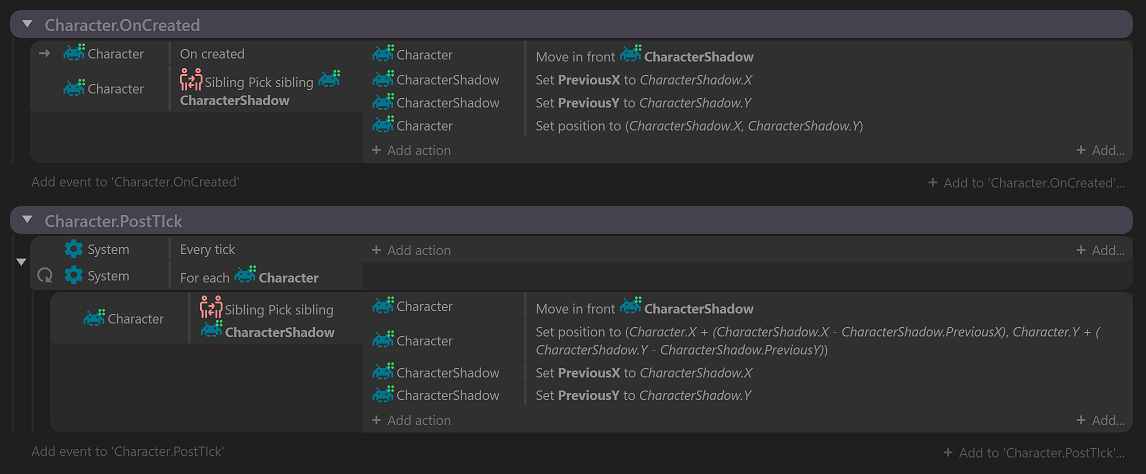 Character.OnCreated
Character On created Character Move in front CharacterShadow
Character Sibling Pick sibling CharacterShadow Set PreviousX to CharacterShadow.X
CharacterShadow CharacterShadow Set PreviousY to CharacterShadow.Y
Character Set position to (CharacterShadow.X, CharacterShadow.Y)
+ Add action + Add...
Add event to 'Character.OnCreated' + Add to 'Character.OnCreated'...
Character.PostTIck
System Every tick + Add action + Add...
System For each Character
Character Sibling Pick sibling Character Move in front CharacterShadow
CharacterShadow Character Set position to (Character.X + (CharacterShadow.X - CharacterShadow.PreviousX), Character.Y + (
CharacterShadow.Y - CharacterShadow.PreviousY))
CharacterShadow Set PreviousX to CharacterShadow.X
CharacterShadow Set PreviousY to CharacterShadow.Y
+ Add action + Add...
Add event to 'Character.PostTIck' + Add to 'Character.PostTIck'...